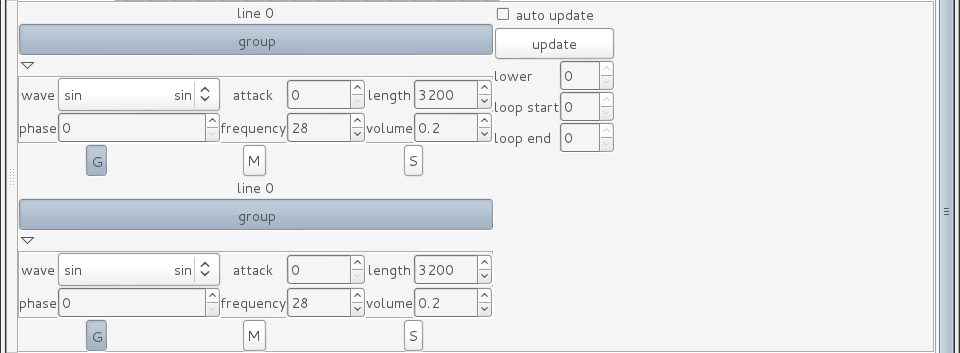 line 0
group
wave sin sin attack 0 length 3200
phase 0 frequency 28 volume 0.2
G M S
line 0
group
wave sin sin attack 0 length 3200
phase 0 frequency 28 volume 0.2
G M S
auto update
update
lower 0
loop start 0
loop end 0